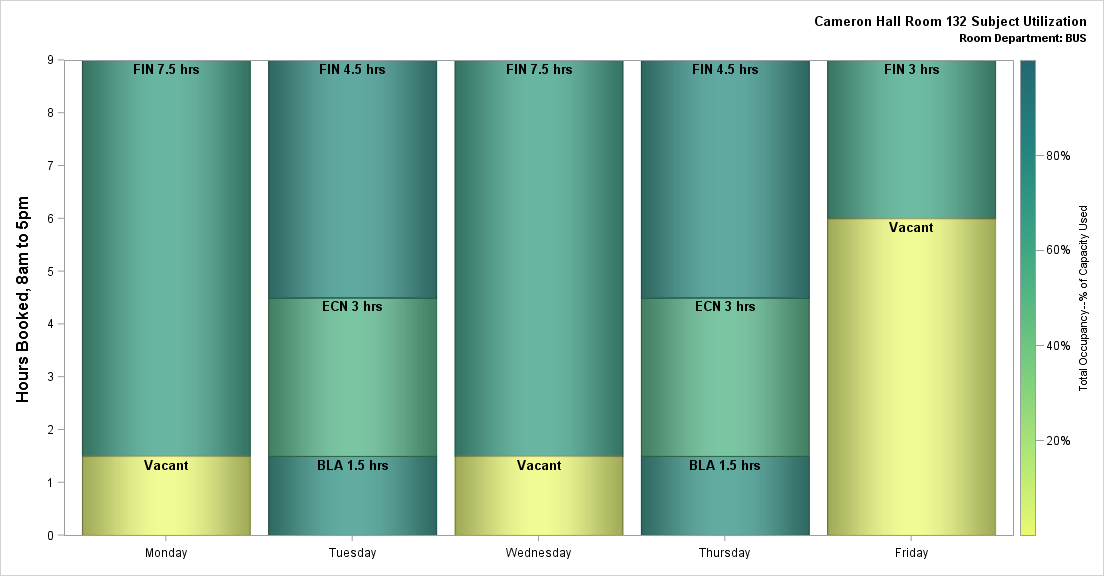 Cameron Hall Room 132 Subject Utilization
Room Department: BUS
Hours Booked, 8am to 5pm
9
8
7
6
5
4
3
2
1
0
FIN 7.5 hrs
Vacant
FIN 4.5 hrs
ECN 3 hrs
BLA 1.5 hrs
FIN 7.5 hrs
Vacant
FIN 4.5 hrs
ECN 3 hrs
BLA 1.5 hrs
FIN 3 hrs
Vacant
Monday
Tuesday
Wednesday
Thursday
Friday
80%
60%
40%
20%
Total Occupancy--% of Capacity Used